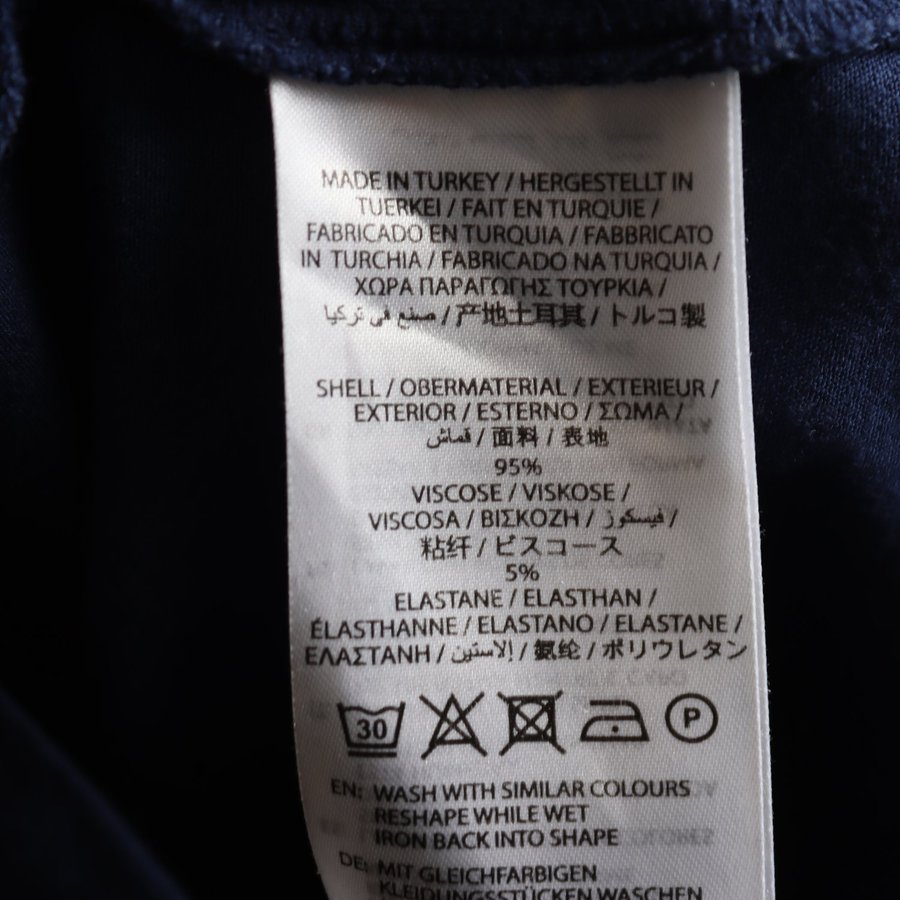 MADE IN TURKEY / HERGESTELLT IN
TUERKEI / FAIT EN TURQUIE /
FABRICADO EN TURQUIA / FABBRICATO
IN TURCHIA / FABRICADO NA TURQUIA /
ΧΩΡΑ ΠΑΡΑΓΩΓΗΣ ΤΟΥΡΚΙΑ /
صنع في تركيا / 产地土耳其 / トルコ製
SHELL / OBERMATERIAL / EXTERIEUR /
EXTERIOR / ESTERNO / ΣΩΜΑ /
قماش / 面料 / 表地
95%
VISCOSE / VISKOSE /
VISCOSA / ΒΙΣΚΟΖΗ / فيسكوز /
粘纤 / ビスコース
5%
ELASTANE / ELASTHAN /
ÉLASTHANNE / ELASTANO / ELASTANE /
ΕΛΑΣΤΑΝΗ / إلاستين / 氨纶 / ポリウレタン
30 P
EN: WASH WITH SIMILAR COLOURS
RESHAPE WHILE WET
IRON BACK INTO SHAPE
DE: MIT GLEICHFARBIGEN
KLEIDUNGSSTÜCKEN WASCHEN